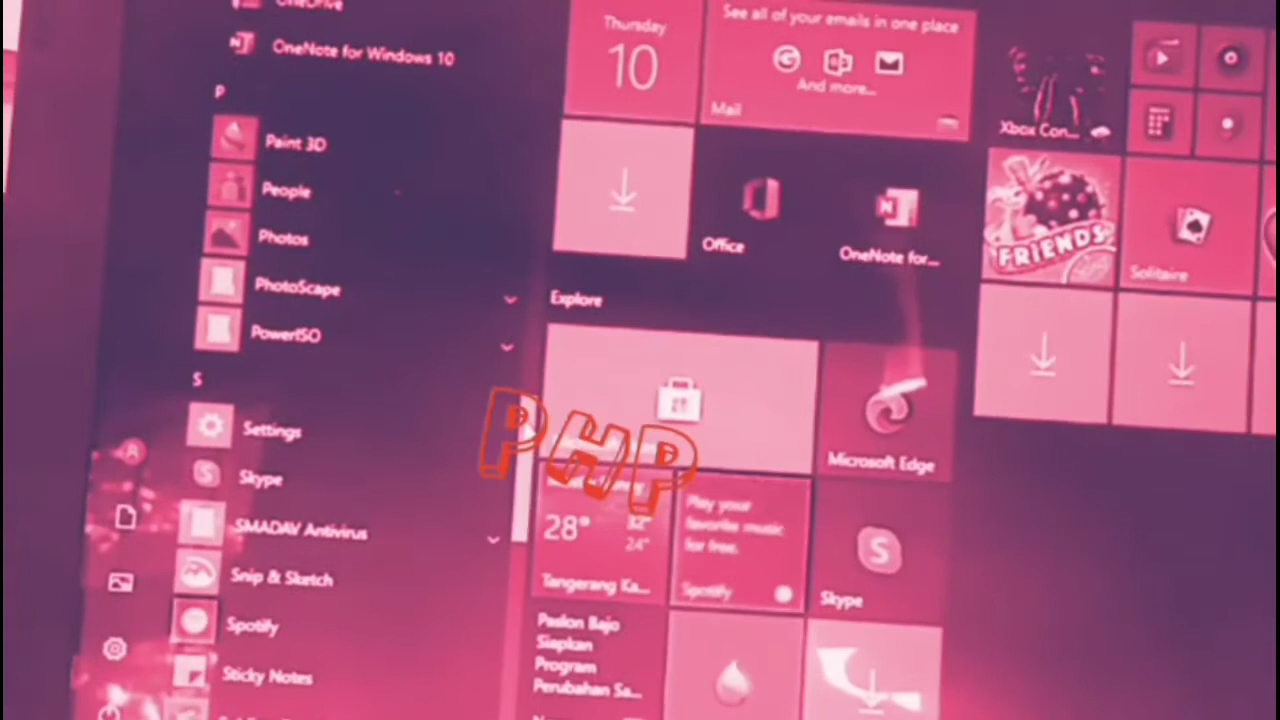 OneDrive
OneNote for Windows 10
P
Paint 3D
People
Photos
PhotoScape
PowerISO
S
Settings
Skype
SMADAV Antivirus
Snip & Sketch
Spotify
Sticky Notes
Thursday
10
See all of your emails in one place
And more...
Mail
Xbox Con...
Office
OneNote for...
FRIENDS
Solitaire
Explore
Microsoft Edge
PHP
28°
32°
24°
Tangerang Ka...
Play your
favorite music
for free.
Spotify
Skype
Paslon Bajo
Siapkan
Program
Perubahan Sa...